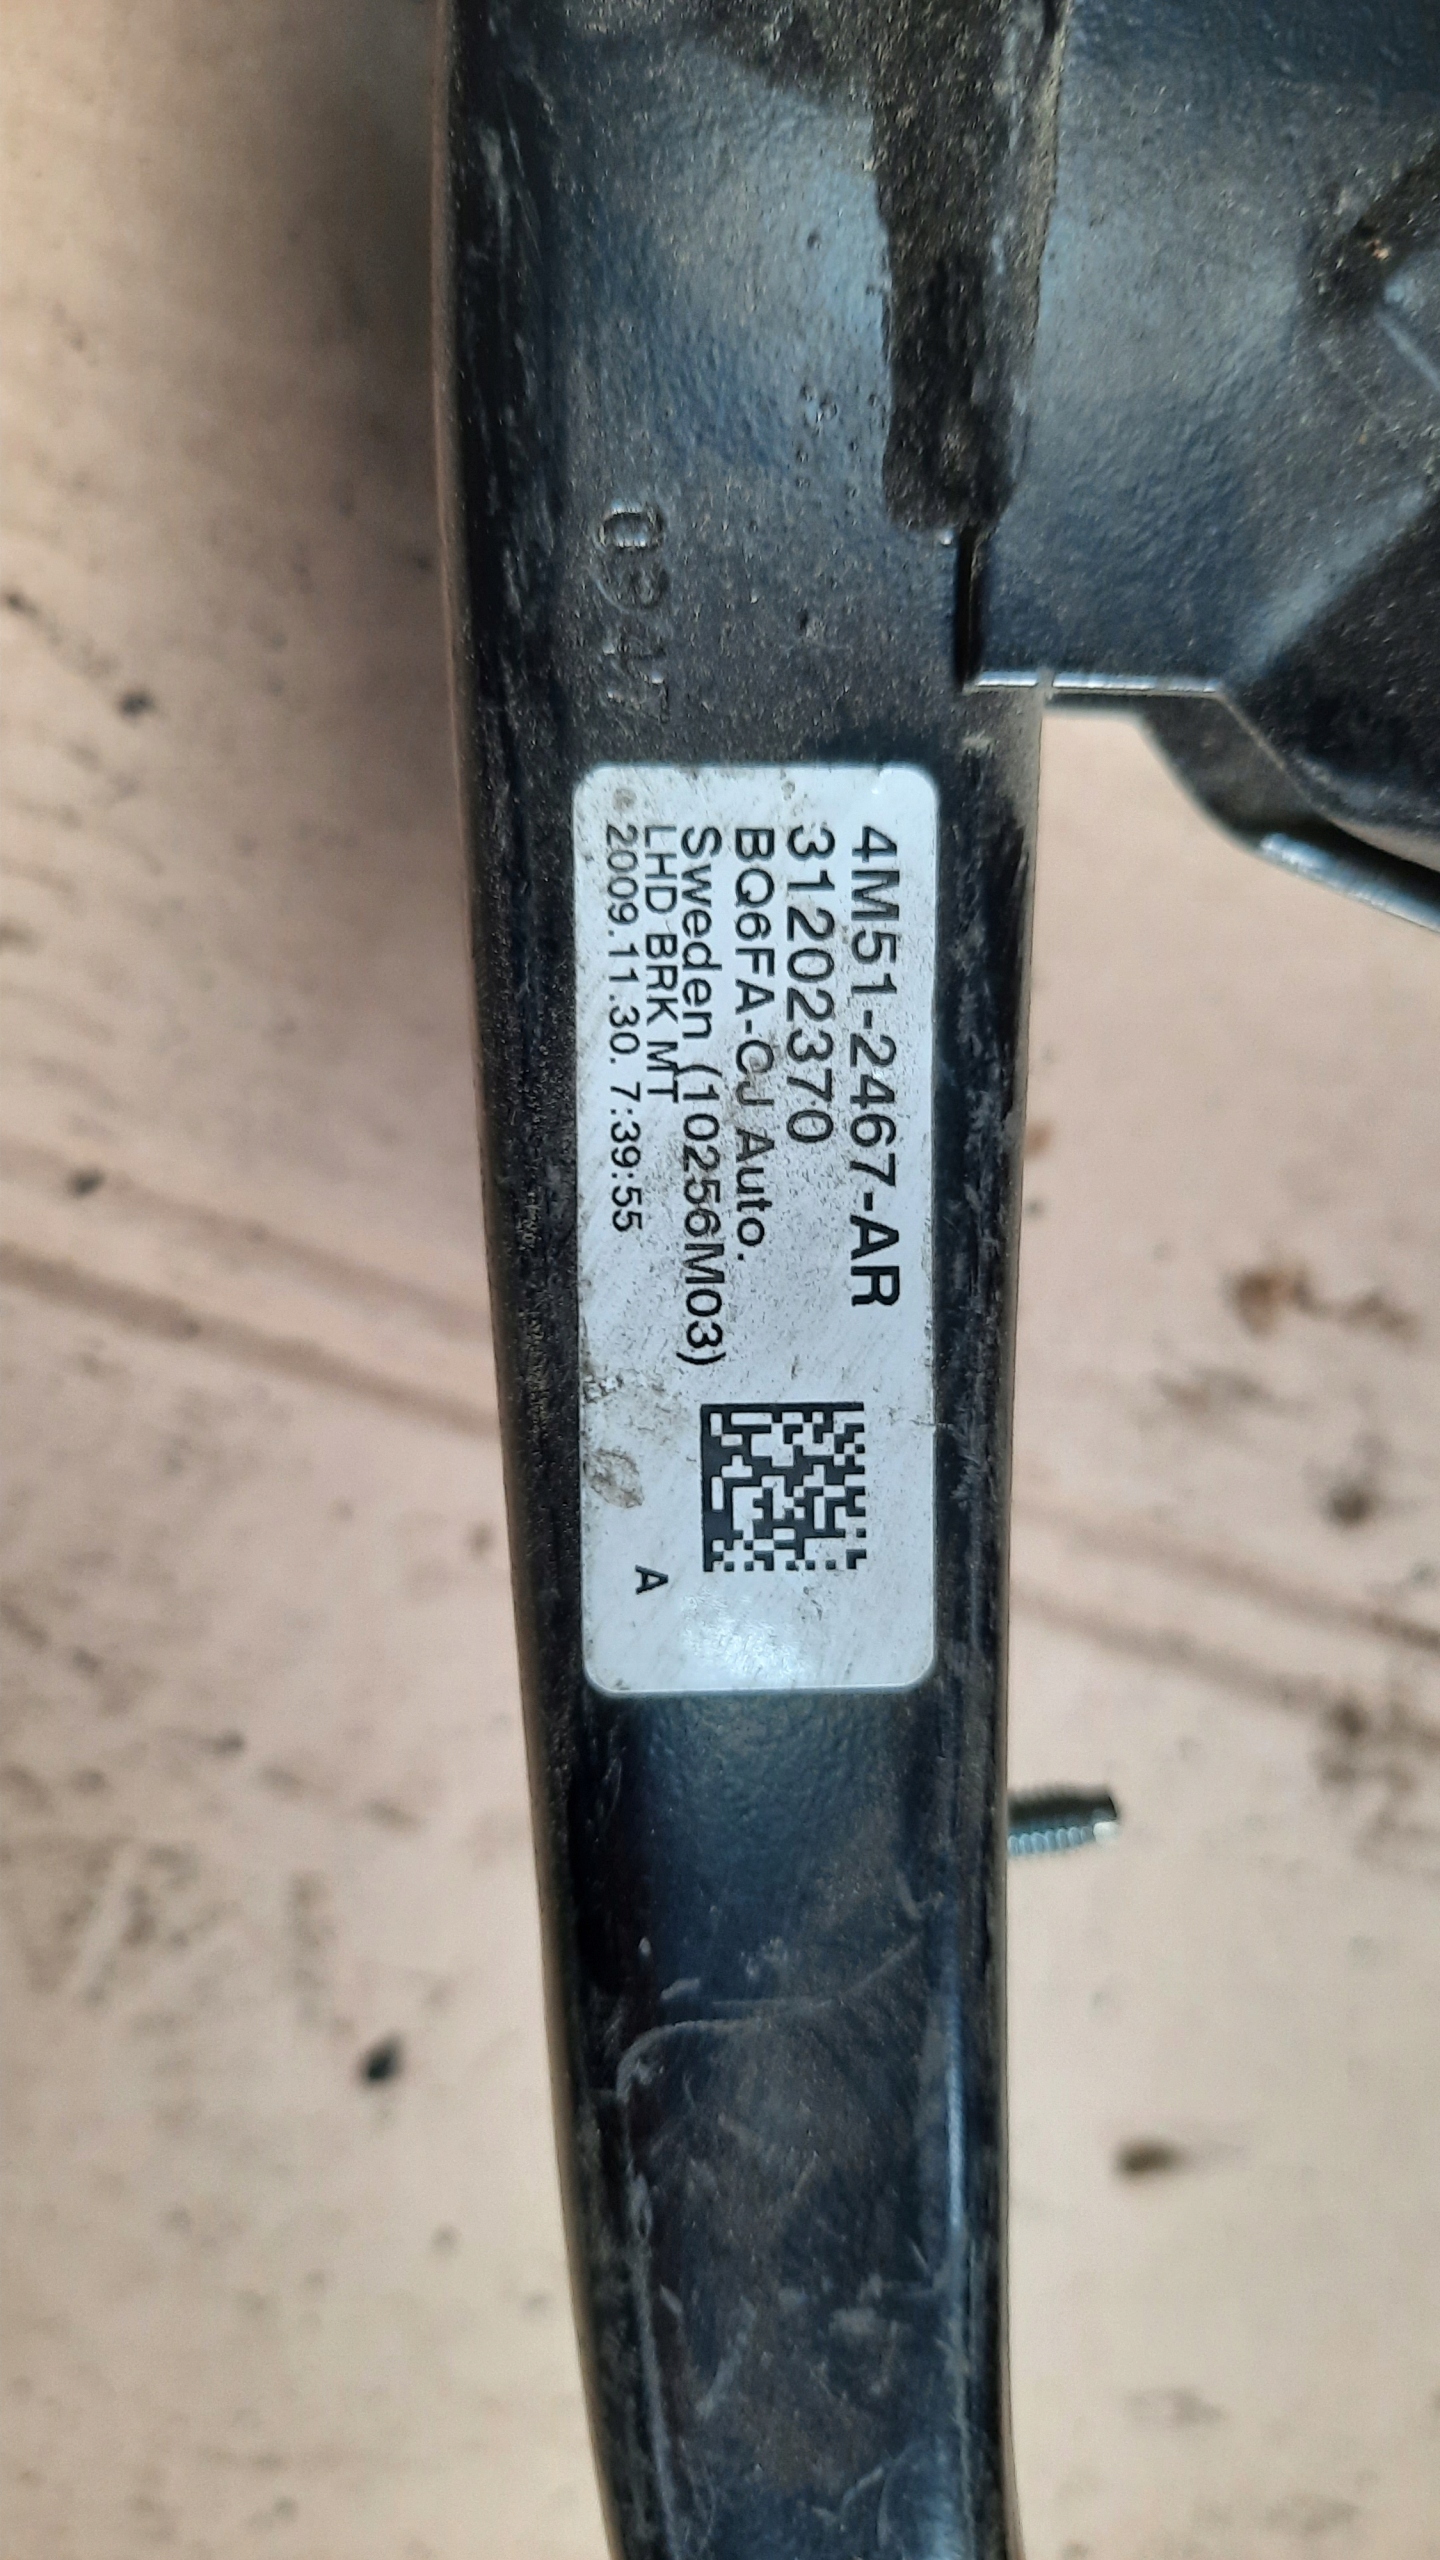 4M51-2467-AR
31202370
BQ6FA-CJ Auto.
Sweden (10256M03)
LHD BRK MT
2009.11.30. 7:39:55
A